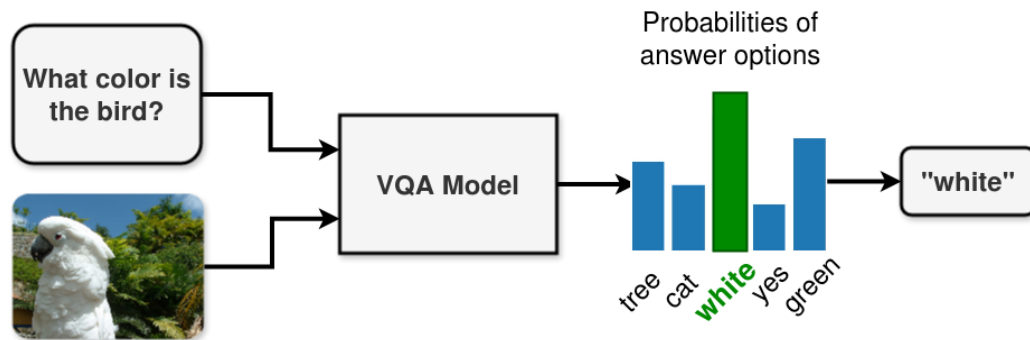 What color is
the bird?
VQA Model
Probabilities of
answer options
tree
cat
white
yes
green
"white"